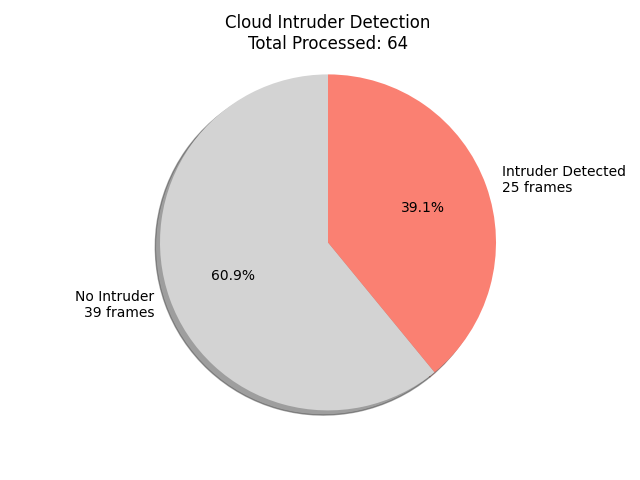 Cloud Intruder Detection
Total Processed: 64
Intruder Detected
25 frames
39.1%
60.9%
No Intruder
39 frames